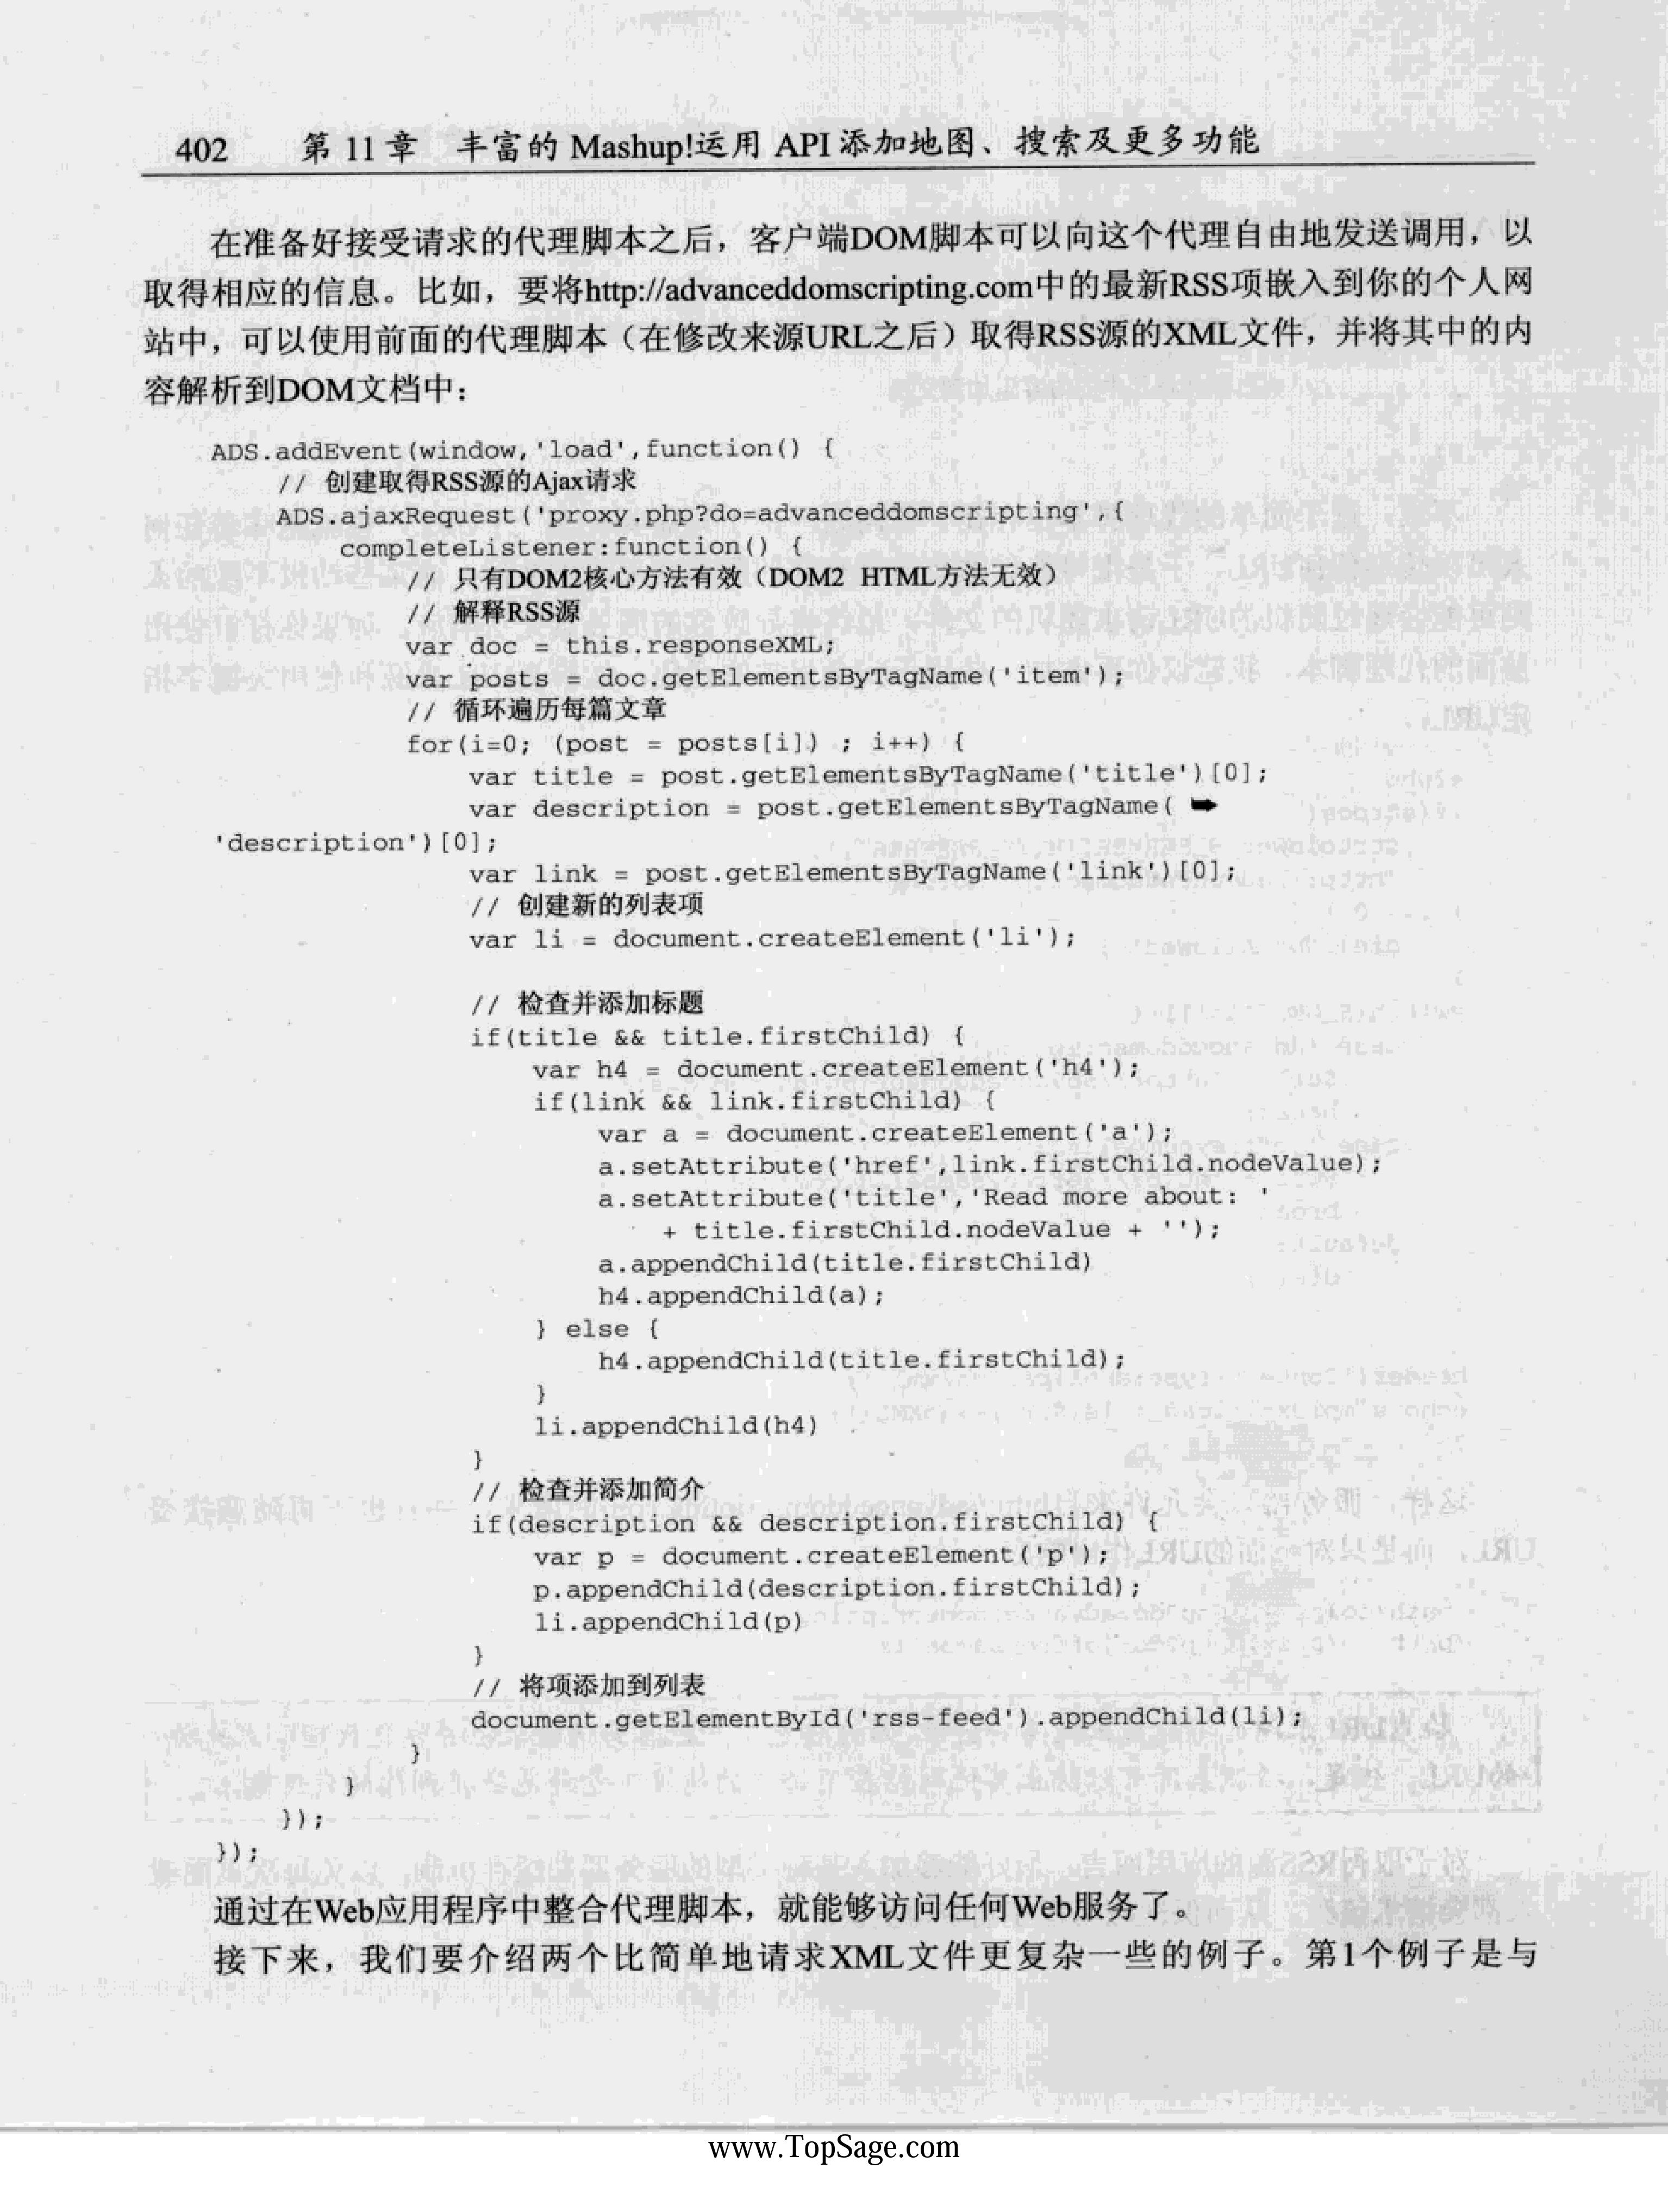 402 第 11 章 丰富的 Mashup!运用 API 添加地图、搜索及更多功能
在准备好接受请求的代理脚本之后，客户端DOM脚本可以向这个代理自由地发送调用，以
取得相应的信息。比如，要将http://advanceddomscripting.com中的最新RSS项嵌入到你的个人网
站中，可以使用前面的代理脚本（在修改来源URL之后）取得RSS源的XML文件，并将其中的内
容解析到DOM文档中：
ADS.addEvent(window,'load',function() {
// 创建取得RSS源的Ajax请求
ADS.ajaxRequest('proxy.php?do=advanceddomscripting',{
completeListener:function() {
// 只有DOM2核心方法有效（DOM2 HTML方法无效）
// 解释RSS源
var doc = this.responseXML;
var posts = doc.getElementsByTagName('item');
// 循环遍历每篇文章
for(i=0; (post = posts[i]) ; i++) {
var title = post.getElementsByTagName('title')[0];
var description = post.getElementsByTagName( ➥
'description')[0];
var link = post.getElementsByTagName('link')[0];
// 创建新的列表项
var li = document.createElement('li');
// 检查并添加标题
if(title && title.firstChild) {
var h4 = document.createElement('h4');
if(link && link.firstChild) {
var a = document.createElement('a');
a.setAttribute('href',link.firstChild.nodeValue);
a.setAttribute('title','Read more about: '
+ title.firstChild.nodeValue + '');
a.appendChild(title.firstChild)
h4.appendChild(a);
} else {
h4.appendChild(title.firstChild);
}
li.appendChild(h4)
}
// 检查并添加简介
if(description && description.firstChild) {
var p = document.createElement('p');
p.appendChild(description.firstChild);
li.appendChild(p)
}
// 将项添加到列表
document.getElementById('rss-feed').appendChild(li);
}
}
});
});
通过在Web应用程序中整合代理脚本，就能够访问任何Web服务了。
接下来，我们要介绍两个比简单地请求XML文件更复杂一些的例子。第1个例子是与
www.TopSage.com